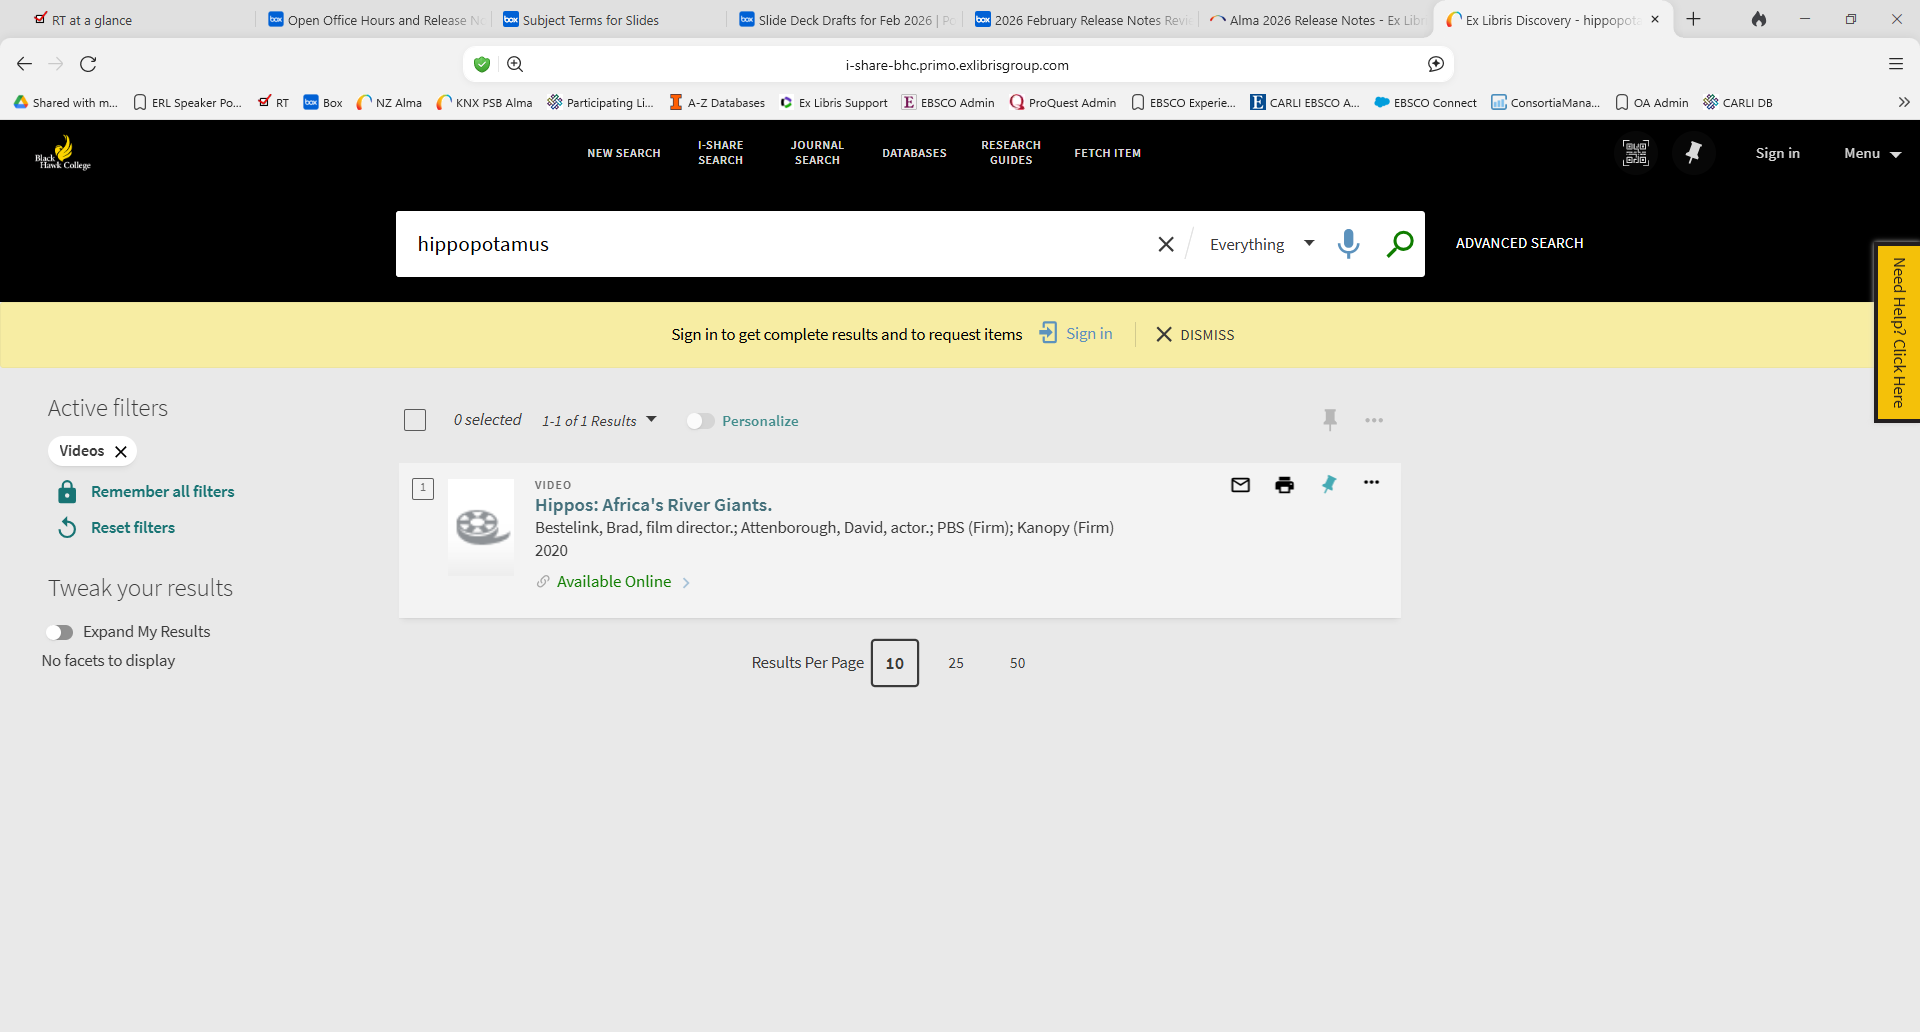 RT at a glance
Open Office Hours and Release No
Subject Terms for Slides
Slide Deck Drafts for Feb 2026 | Po
2026 February Release Notes Revi
Alma 2026 Release Notes - Ex Libr
Ex Libris Discovery - hippopota
i-share-bhc.primo.exlibrisgroup.com
Shared with m...
ERL Speaker Po...
RT
box
Box
NZ Alma
KNX PSB Alma
Participating Li...
A-Z Databases
Ex Libris Support
EBSCO Admin
ProQuest Admin
EBSCO Experie...
CARLI EBSCO A...
EBSCO Connect
ConsortiaMana...
OA Admin
CARLI DB
Black Hawk College
NEW SEARCH
I-SHARE
SEARCH
JOURNAL
SEARCH
DATABASES
RESEARCH
GUIDES
FETCH ITEM
Sign in
Menu
hippopotamus
Everything
ADVANCED SEARCH
Need Help? Click Here
Sign in to get complete results and to request items
Sign in
DISMISS
Active filters
Videos
Remember all filters
Reset filters
Tweak your results
Expand My Results
No facets to display
0 selected
1-1 of 1 Results
Personalize
1
VIDEO
Hippos: Africa's River Giants.
Bestelink, Brad, film director.; Attenborough, David, actor.; PBS (Firm); Kanopy (Firm)
2020
Available Online
Results Per Page 10 25 50